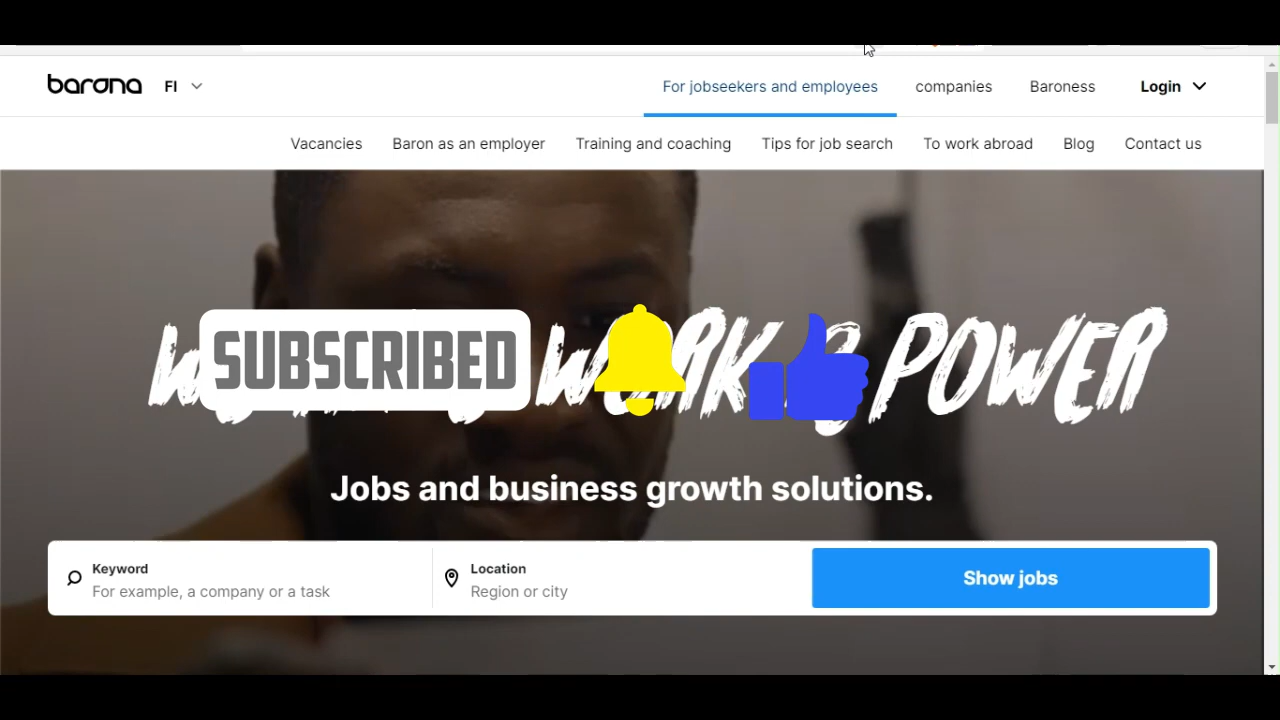 barona FI
For jobseekers and employees companies Baroness Login
Vacancies Baron as an employer Training and coaching Tips for job search To work abroad Blog Contact us
SUBSCRIBED POWER
Jobs and business growth solutions.
Keyword
For example, a company or a task
Location
Region or city
Show jobs